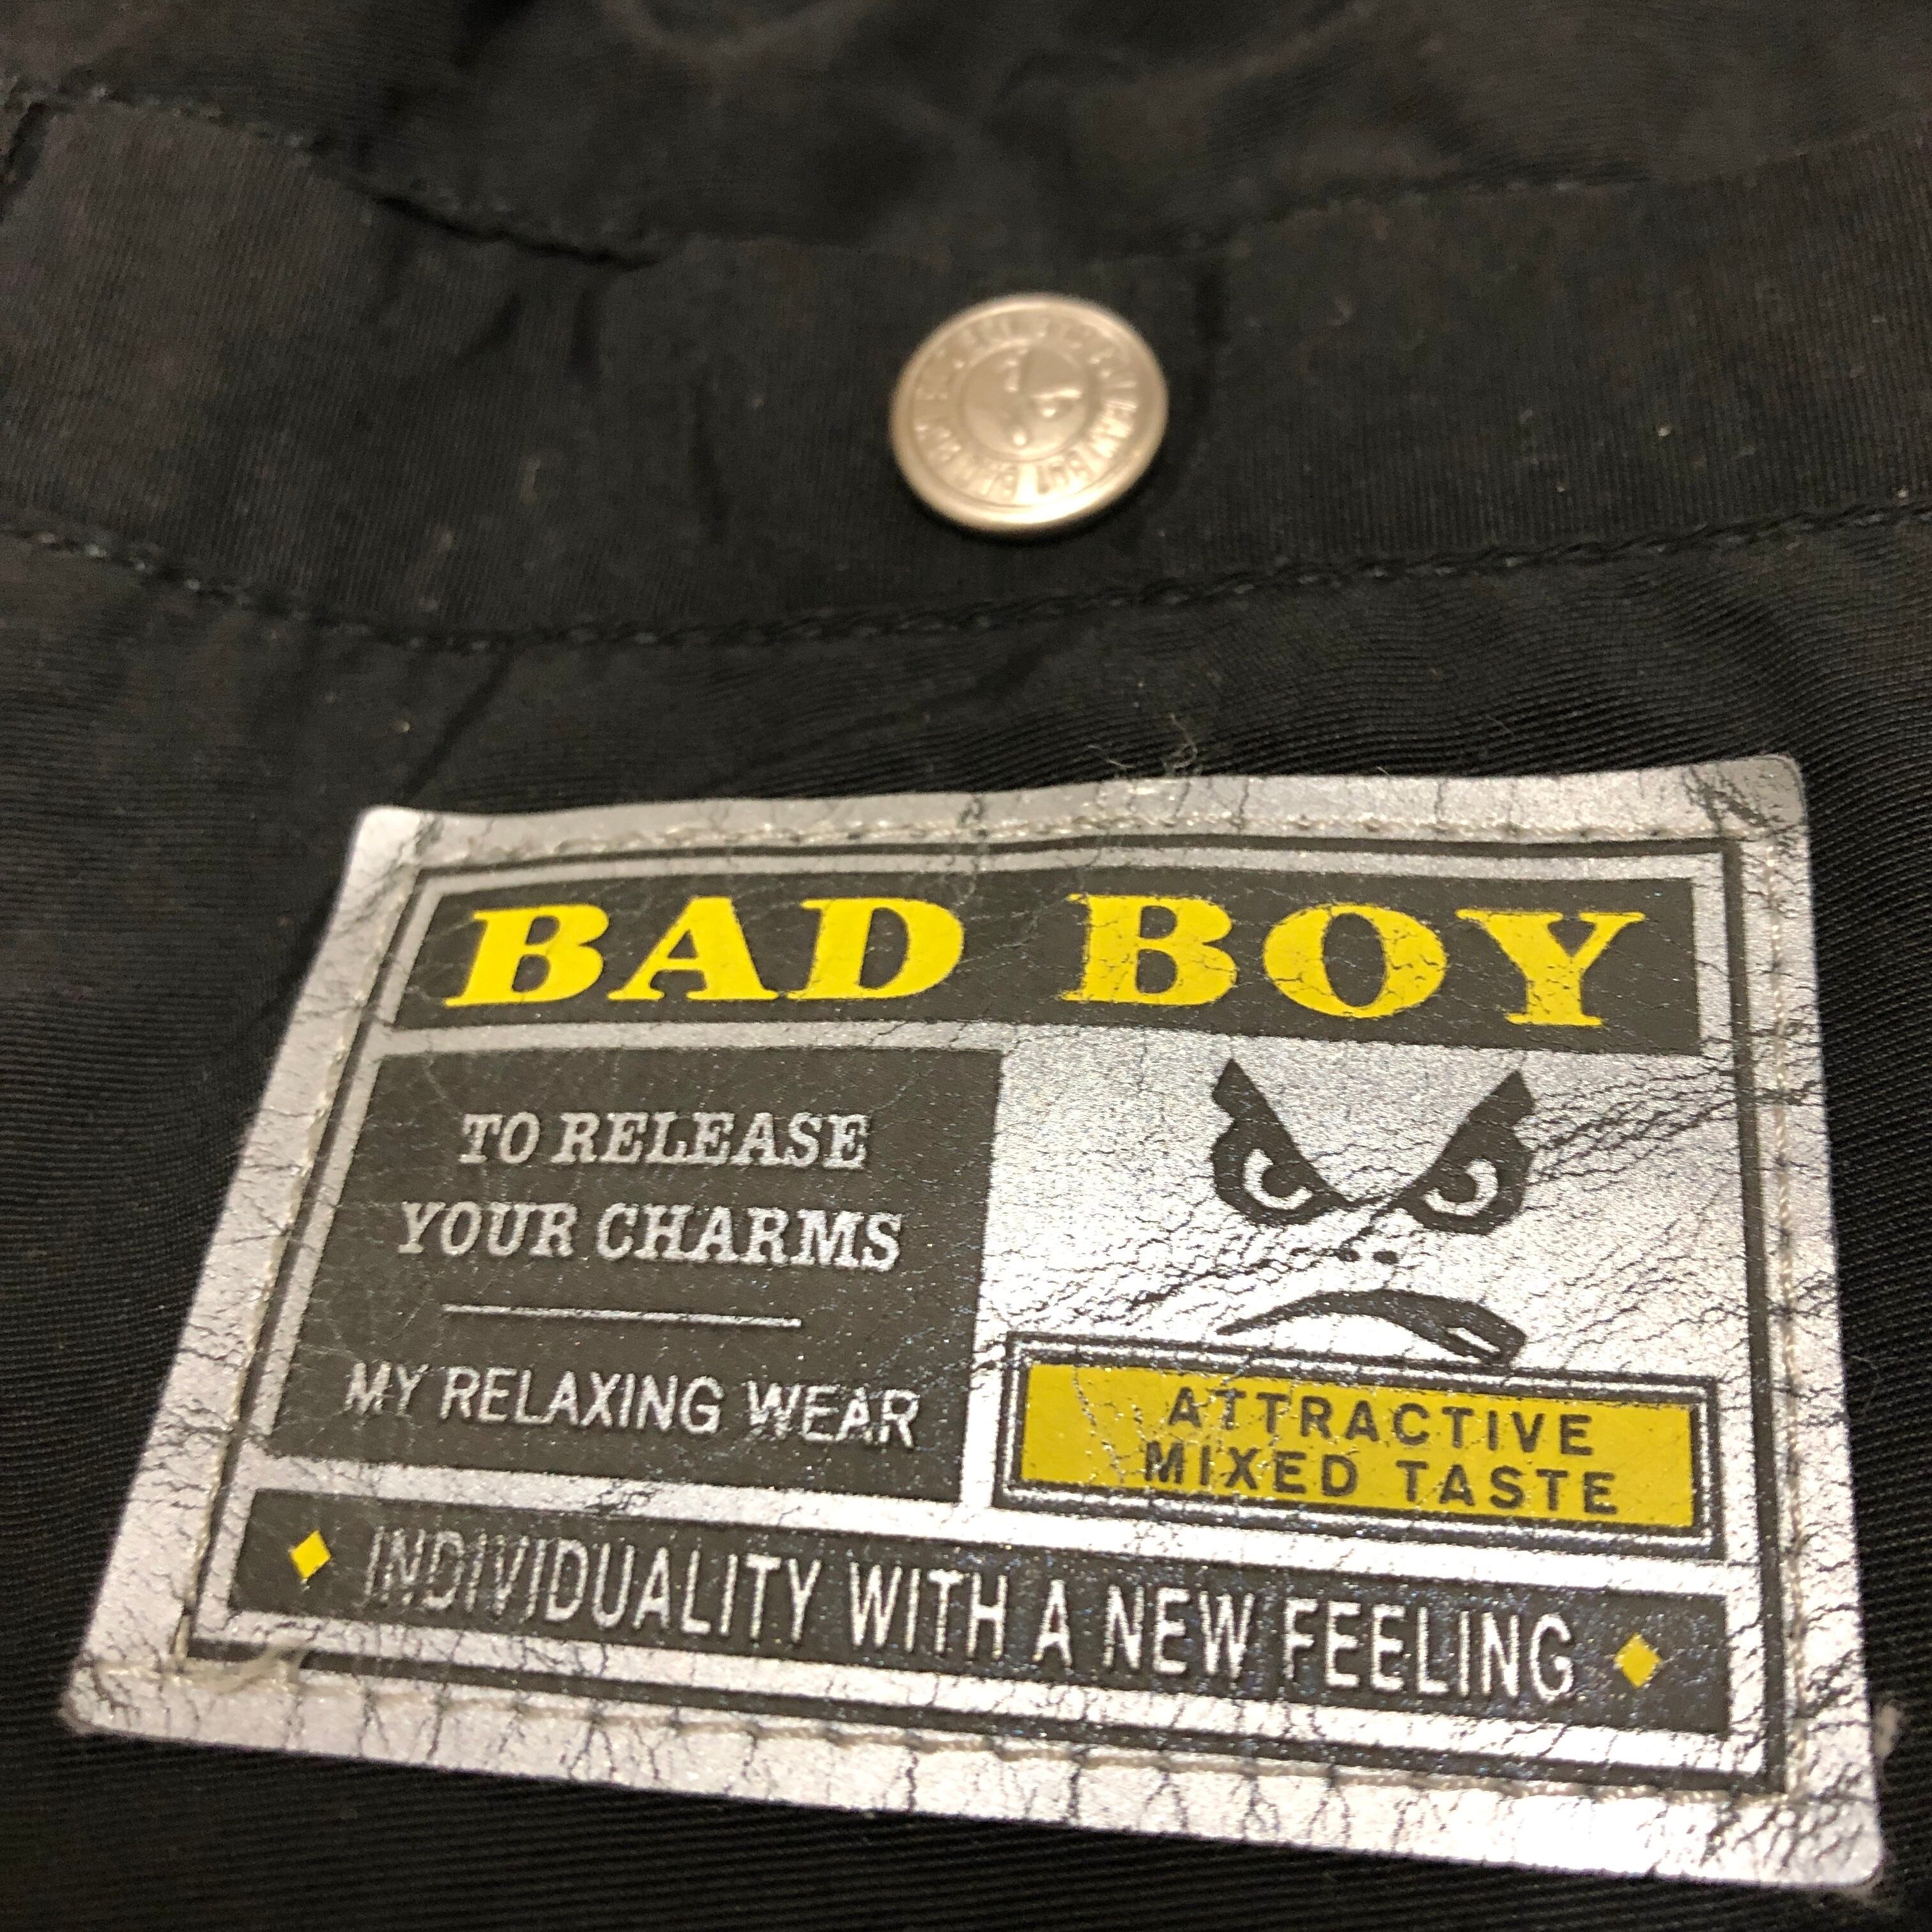 BAD BOY
TO RELEASE
YOUR CHARMS
MY RELAXING WEAR
ATTRACTIVE
MIXED TASTE
INDIVIDUALITY WITH A NEW FEELING